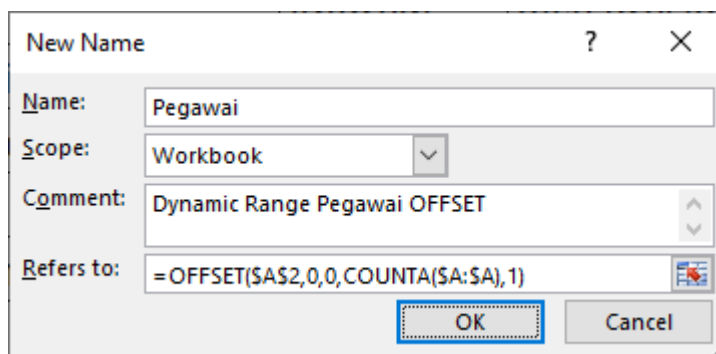 New Name ?
Name: Pegawai
Scope: Workbook
Comment: Dynamic Range Pegawai OFFSET
Refers to: =OFFSET($A$2,0,0,COUNTA($A:$A),1)
OK Cancel